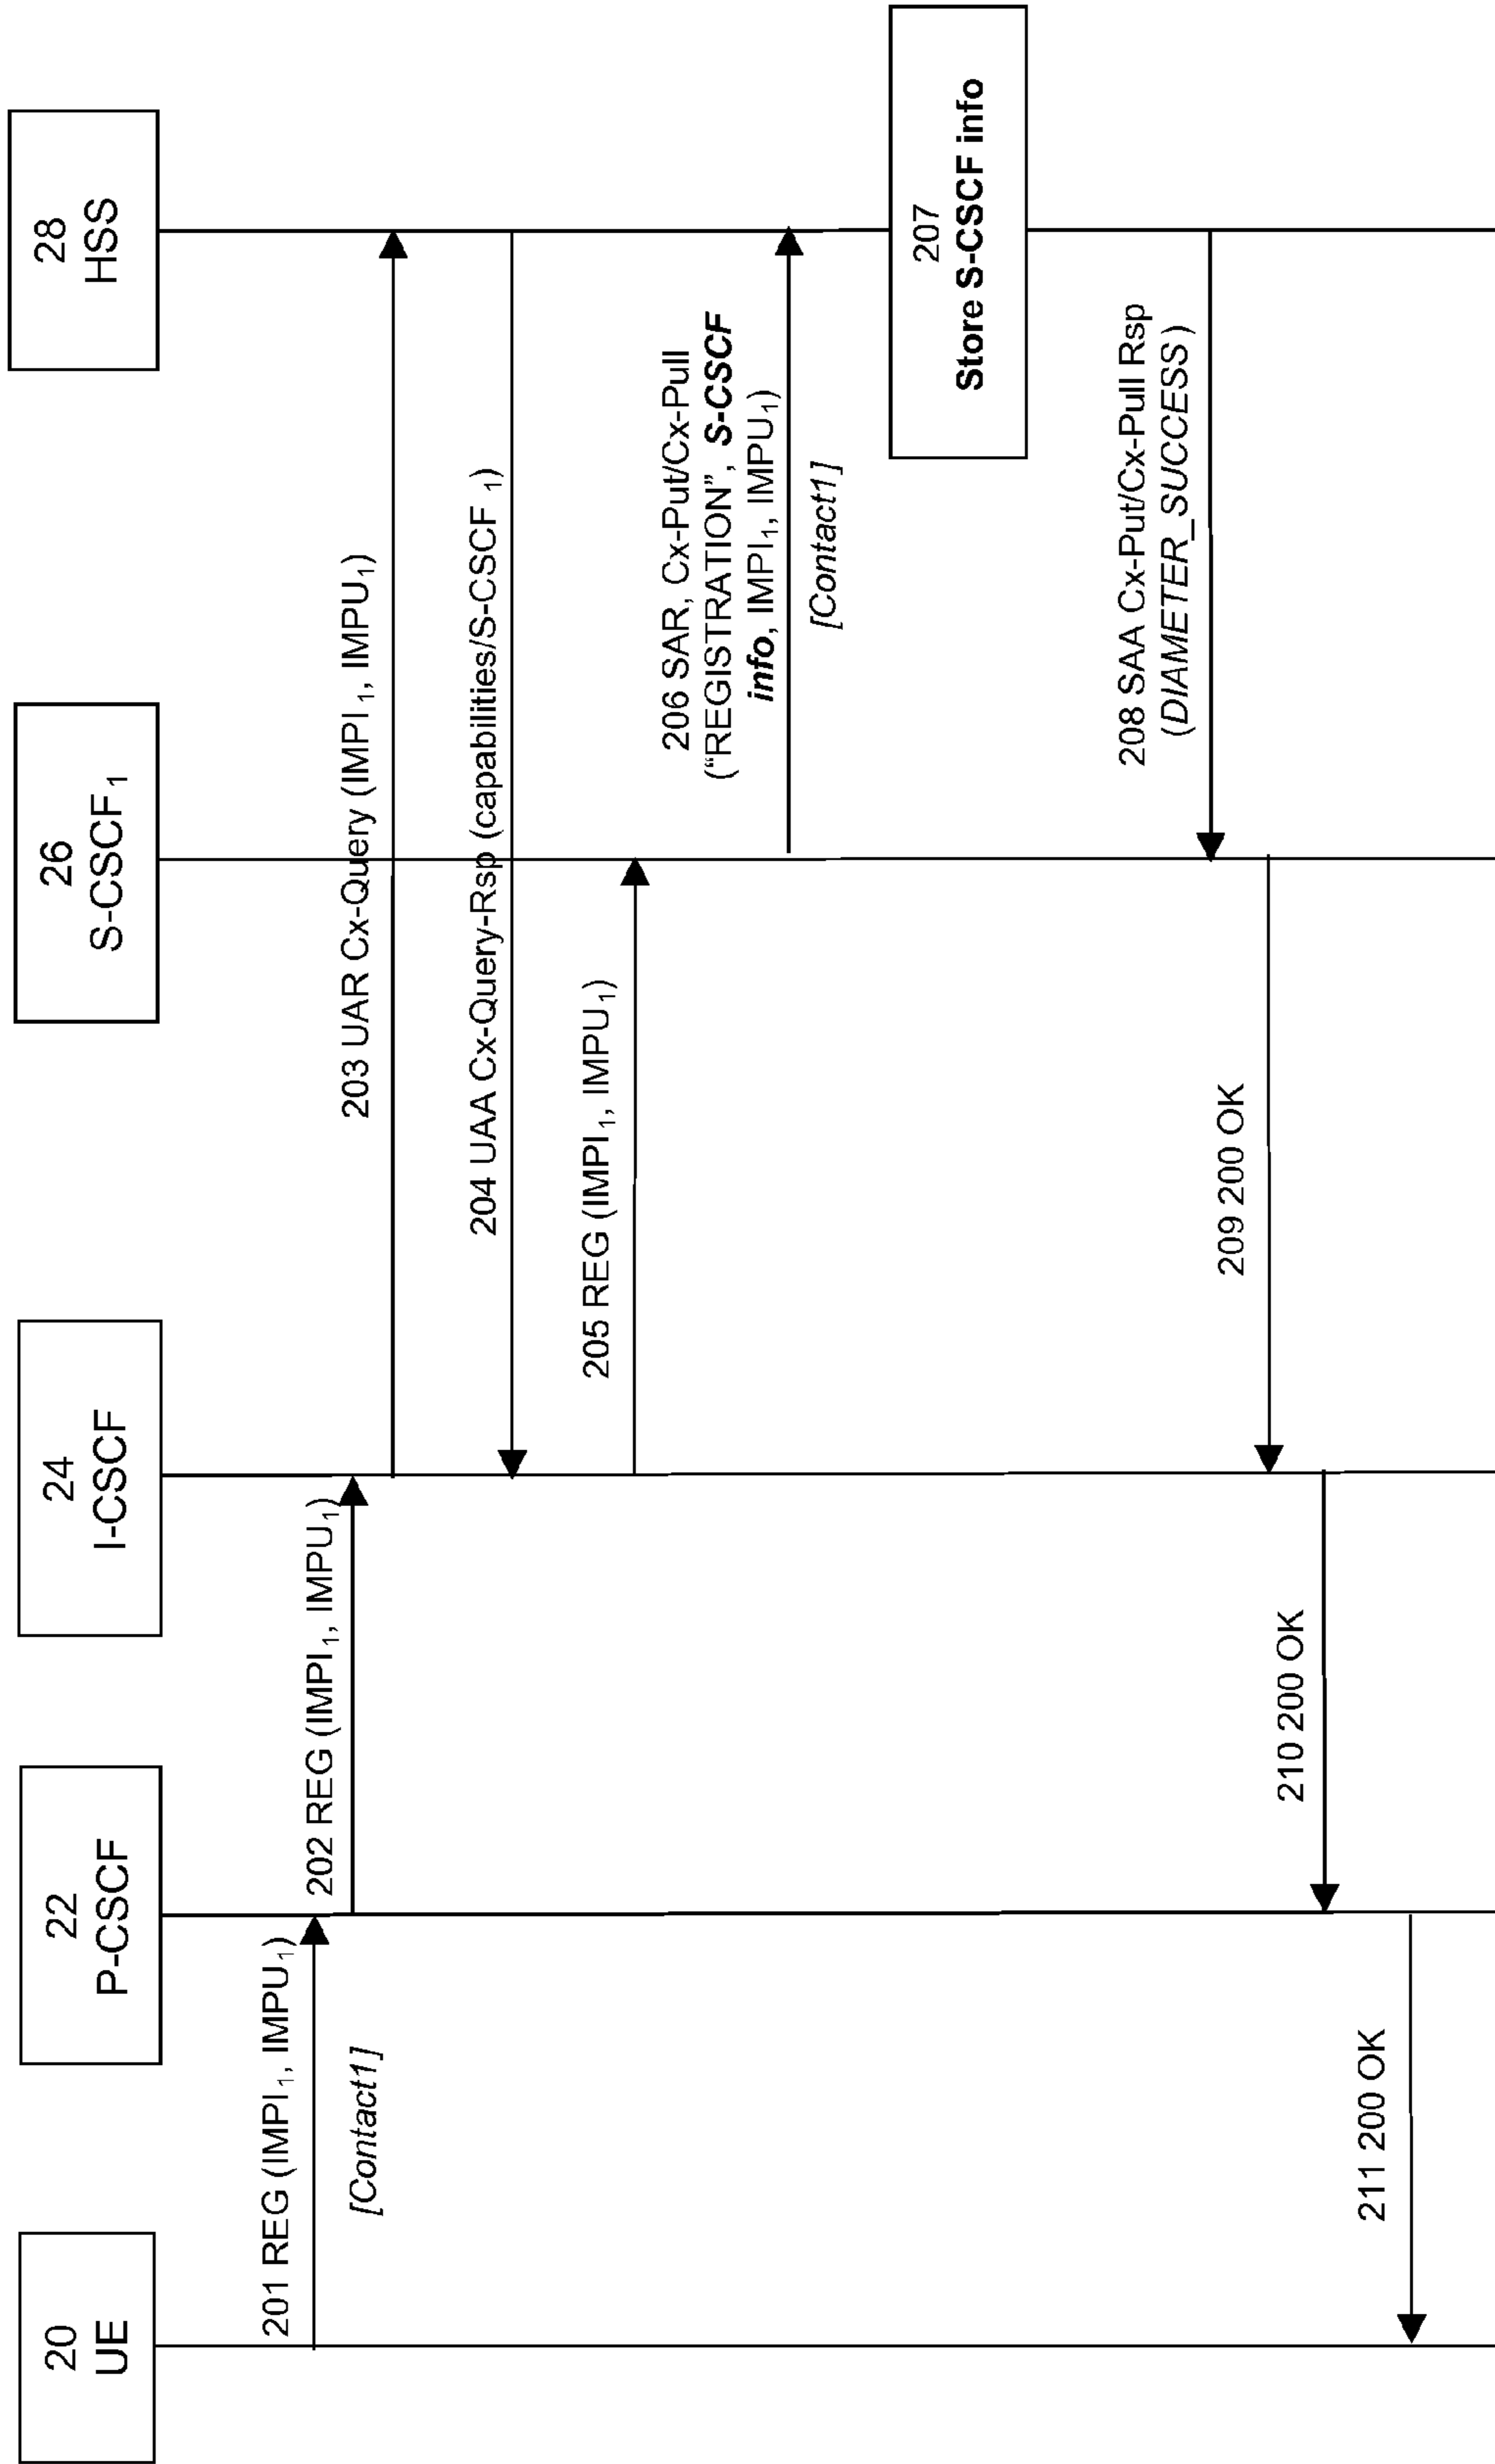 20
UE
22
P-CSCF
24
I-CSCF
26
S-CSCF1
28
HSS
201 REG (IMPI1, IMPU1)
[Contact1]
202 REG (IMPI1, IMPU1)
203 UAR Cx-Query (IMPI1, IMPU1)
204 UAA Cx-Query-Rsp (capabilities/S-CSCF1)
205 REG (IMPI1, IMPU1)
206 SAR, Cx-Put/Cx-Pull
(“REGISTRATION”, S-CSCF
info, IMPI1, IMPU1)
[Contact1]
207
Store S-CSCF info
208 SAA Cx-Put/Cx-Pull Rsp
(DIAMETER_SUCCESS)
209 200 OK
210 200 OK
211 200 OK